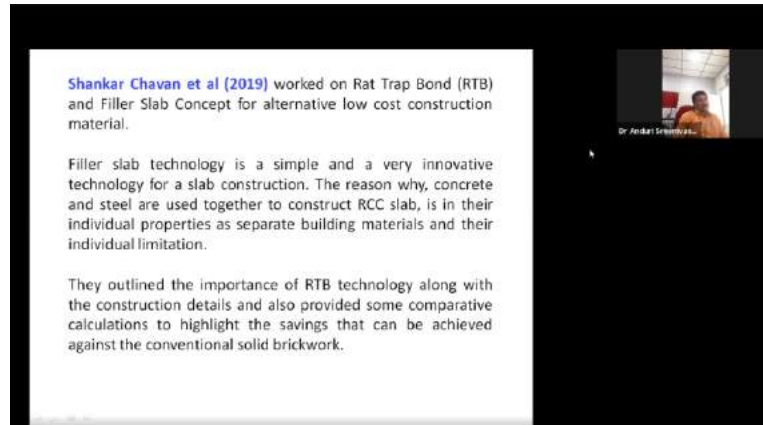 Shankar Chavan et al (2019) worked on Rat Trap Bond (RTB)
and Filler Slab Concept for alternative low cost construction
material.
Filler slab technology is a simple and a very innovative
technology for a slab construction. The reason why, concrete
and steel are used together to construct RCC slab, is in their
individual properties as separate building materials and their
individual limitation.
They outlined the importance of RTB technology along with
the construction details and also provided some comparative
calculations to highlight the savings that can be achieved
against the conventional solid brickwork.
Dr Anduri Sreenivas...